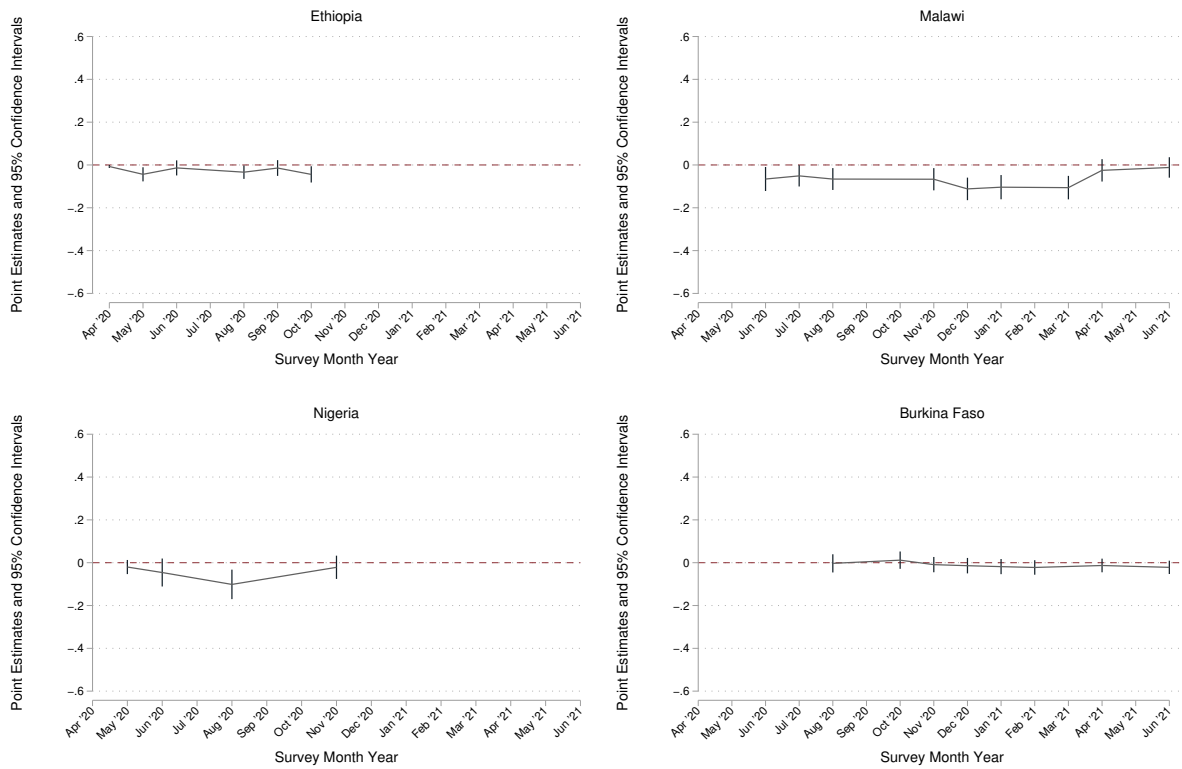 Ethiopia
Point Estimates and 95% Confidence Intervals
.6
.4
.2
0
−.2
−.4
−.6
Apr '20 May '20 Jun '20 Jul '20 Aug '20 Sep '20 Oct '20 Nov '20 Dec '20 Jan '21 Feb '21 Mar '21 Apr '21 May '21 Jun '21
Survey Month Year
Malawi
Point Estimates and 95% Confidence Intervals
.6
.4
.2
0
−.2
−.4
−.6
Apr '20 May '20 Jun '20 Jul '20 Aug '20 Sep '20 Oct '20 Nov '20 Dec '20 Jan '21 Feb '21 Mar '21 Apr '21 May '21 Jun '21
Survey Month Year
Nigeria
Point Estimates and 95% Confidence Intervals
.6
.4
.2
0
−.2
−.4
−.6
Apr '20 May '20 Jun '20 Jul '20 Aug '20 Sep '20 Oct '20 Nov '20 Dec '20 Jan '21 Feb '21 Mar '21 Apr '21 May '21 Jun '21
Survey Month Year
Burkina Faso
Point Estimates and 95% Confidence Intervals
.6
.4
.2
0
−.2
−.4
−.6
Apr '20 May '20 Jun '20 Jul '20 Aug '20 Sep '20 Oct '20 Nov '20 Dec '20 Jan '21 Feb '21 Mar '21 Apr '21 May '21 Jun '21
Survey Month Year